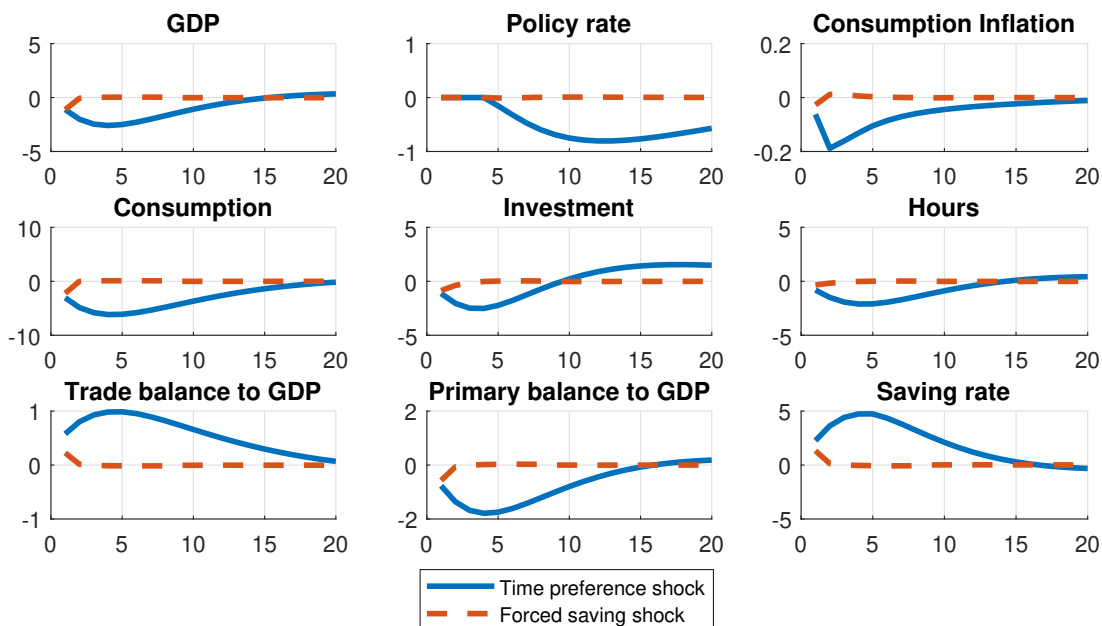 GDP
Policy rate
Consumption Inflation
5
0
-5
0 5 10 15 20
1
0
-1
0 5 10 15 20
0.2
0
-0.2
0 5 10 15 20
Consumption
Investment
Hours
10
0
-10
0 5 10 15 20
5
0
-5
0 5 10 15 20
5
0
-5
0 5 10 15 20
Trade balance to GDP
Primary balance to GDP
Saving rate
1
0
-1
0 5 10 15 20
2
0
-2
0 5 10 15 20
5
0
-5
0 5 10 15 20
Time preference shock
Forced saving shock